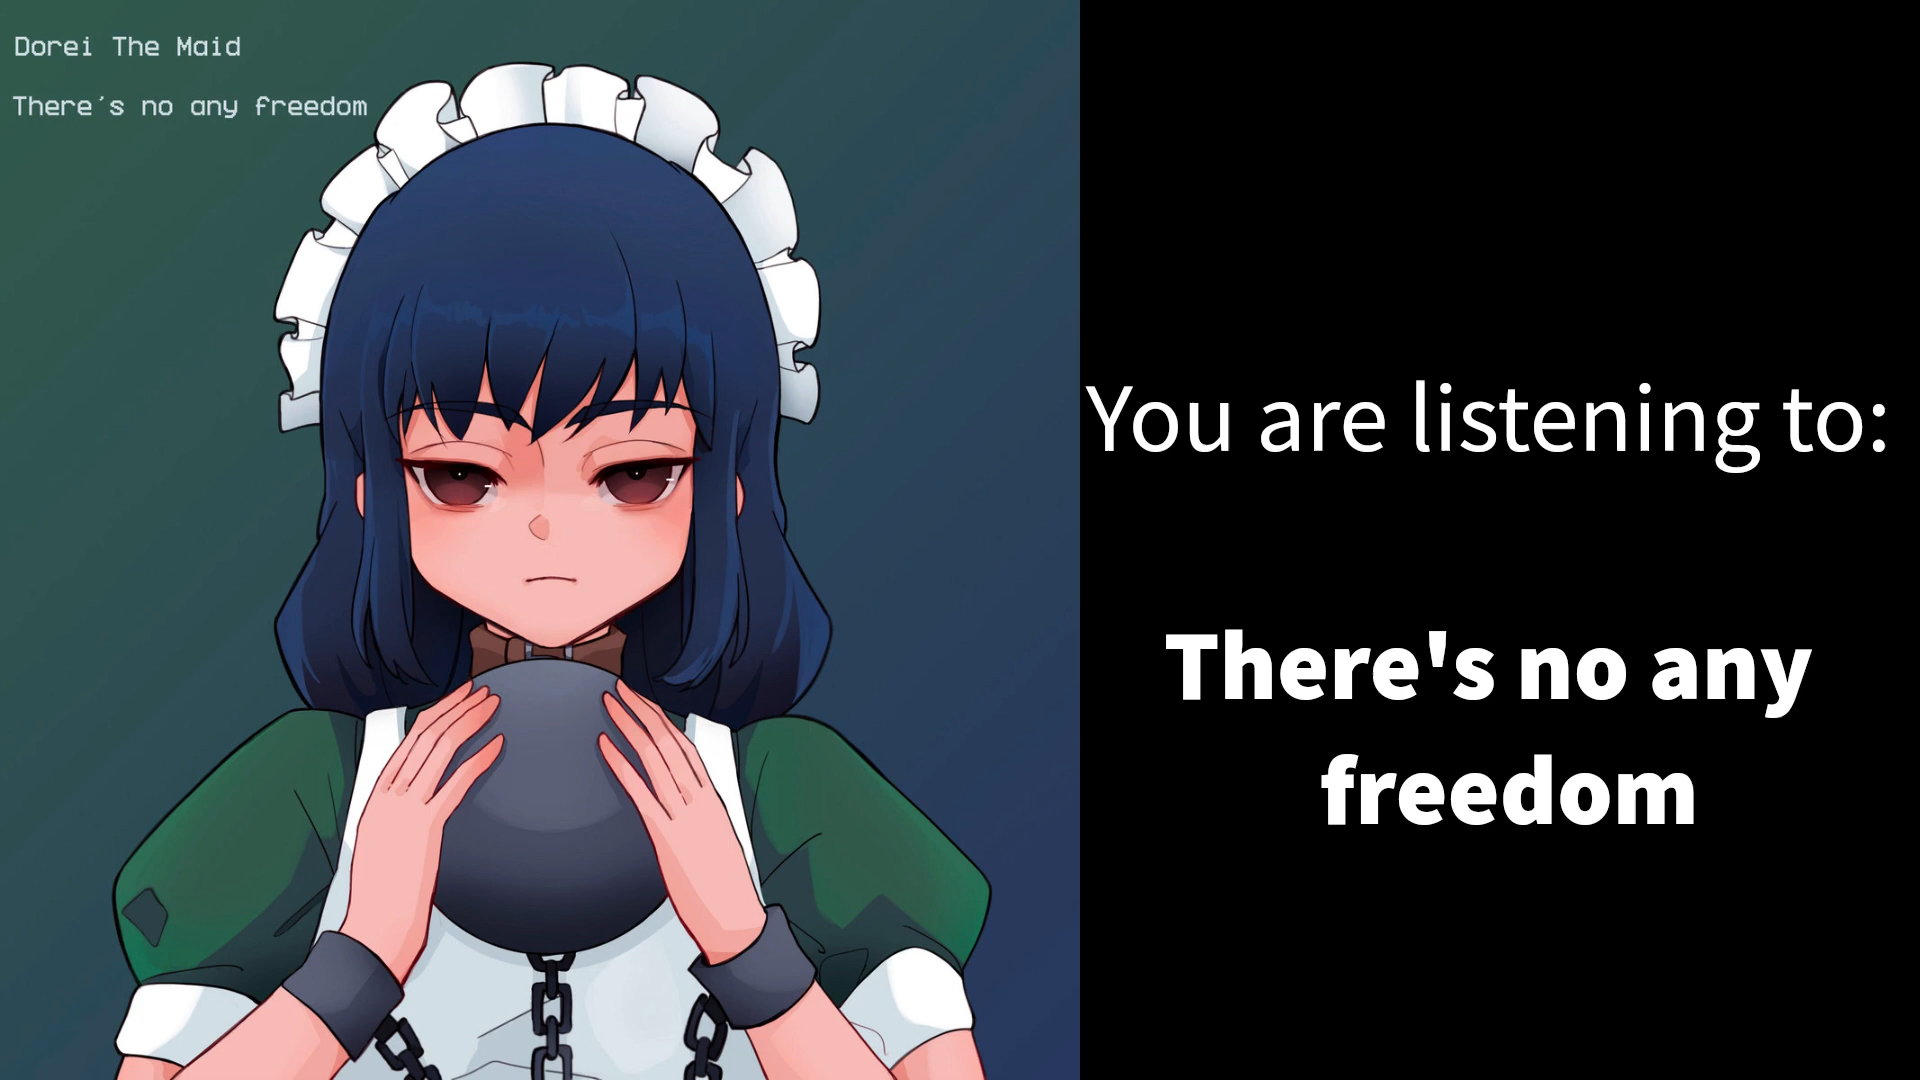 Dorei The Maid
There's no any freedom
You are listening to:
There's no any
freedom